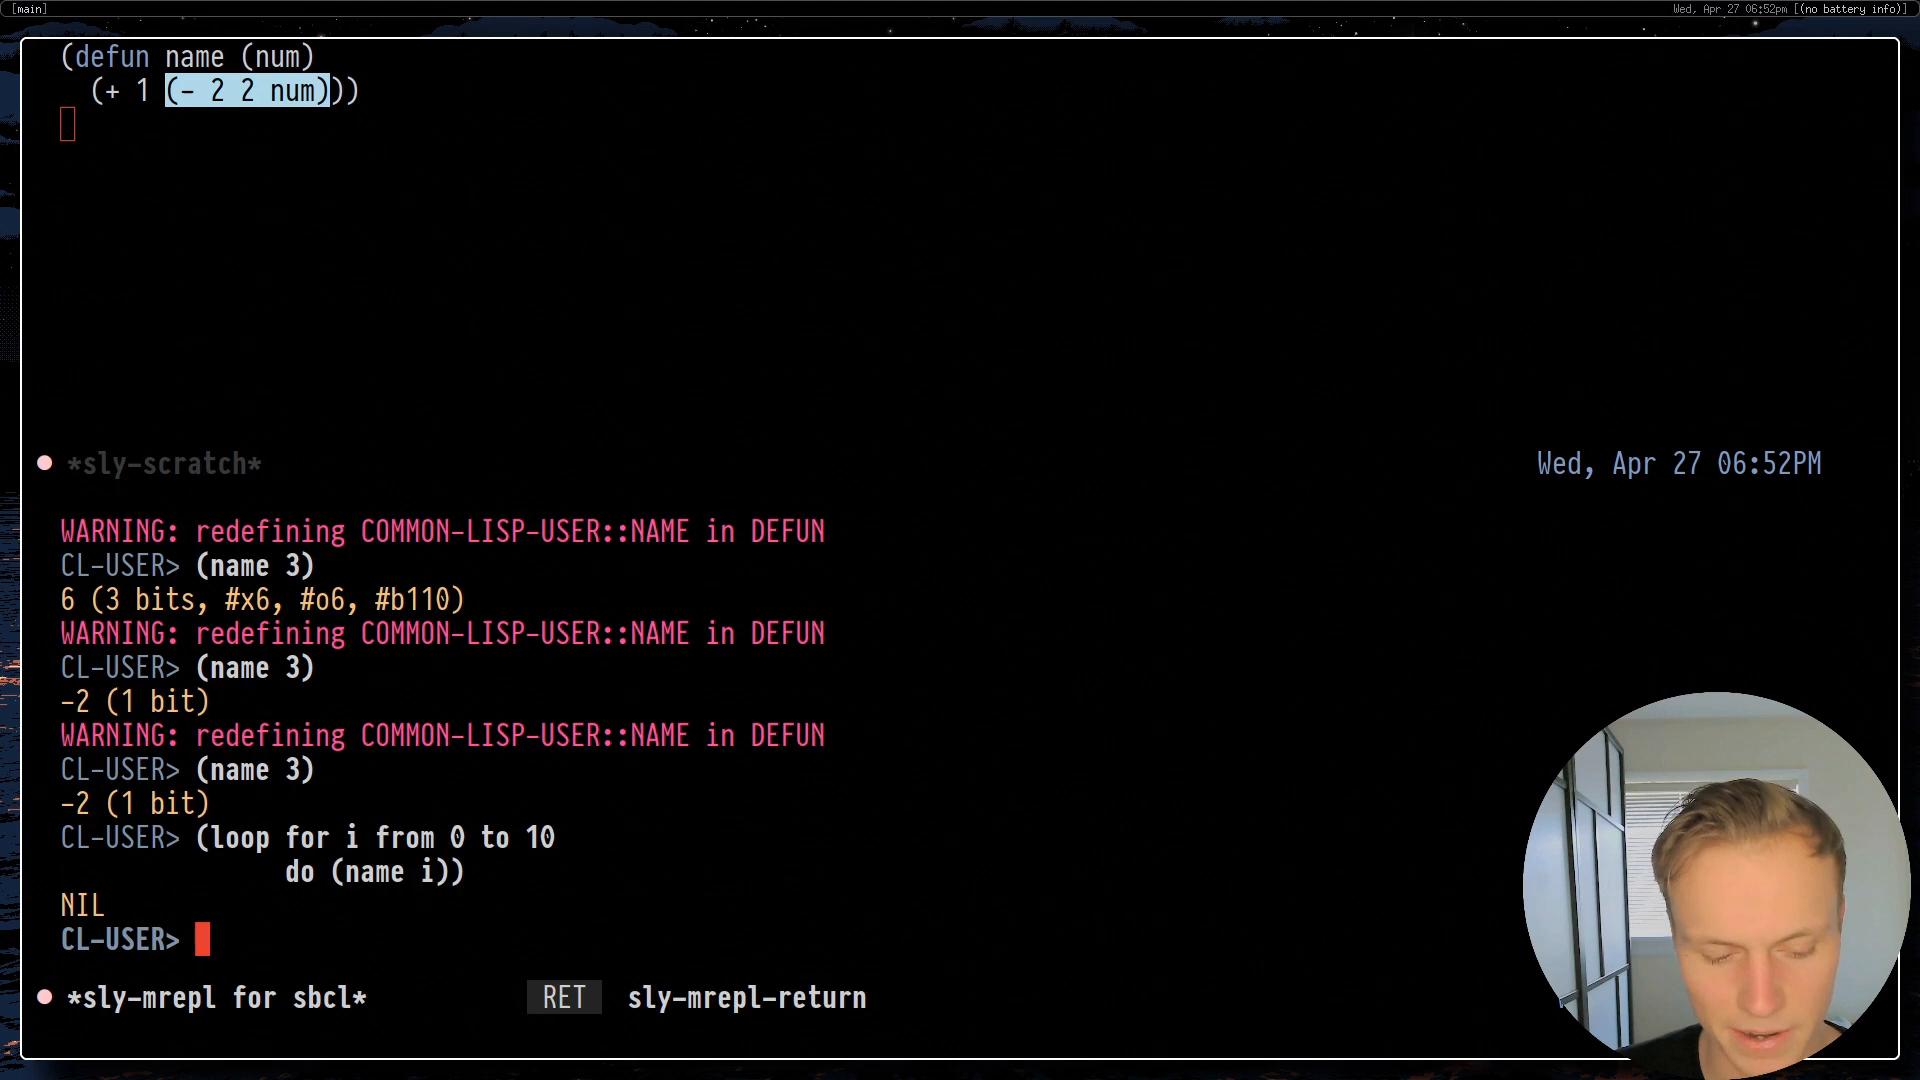 [main]
Wed, Apr 27 06:52pm [(no battery info)]
(defun name (num)
(+ 1 (- 2 2 num)))
*sly-scratch*
Wed, Apr 27 06:52PM
WARNING: redefining COMMON-LISP-USER::NAME in DEFUN
CL-USER> (name 3)
6 (3 bits, #x6, #o6, #b110)
WARNING: redefining COMMON-LISP-USER::NAME in DEFUN
CL-USER> (name 3)
-2 (1 bit)
WARNING: redefining COMMON-LISP-USER::NAME in DEFUN
CL-USER> (name 3)
-2 (1 bit)
CL-USER> (loop for i from 0 to 10
do (name i))
NIL
CL-USER>
*sly-mrepl for sbcl*
RET sly-mrepl-return